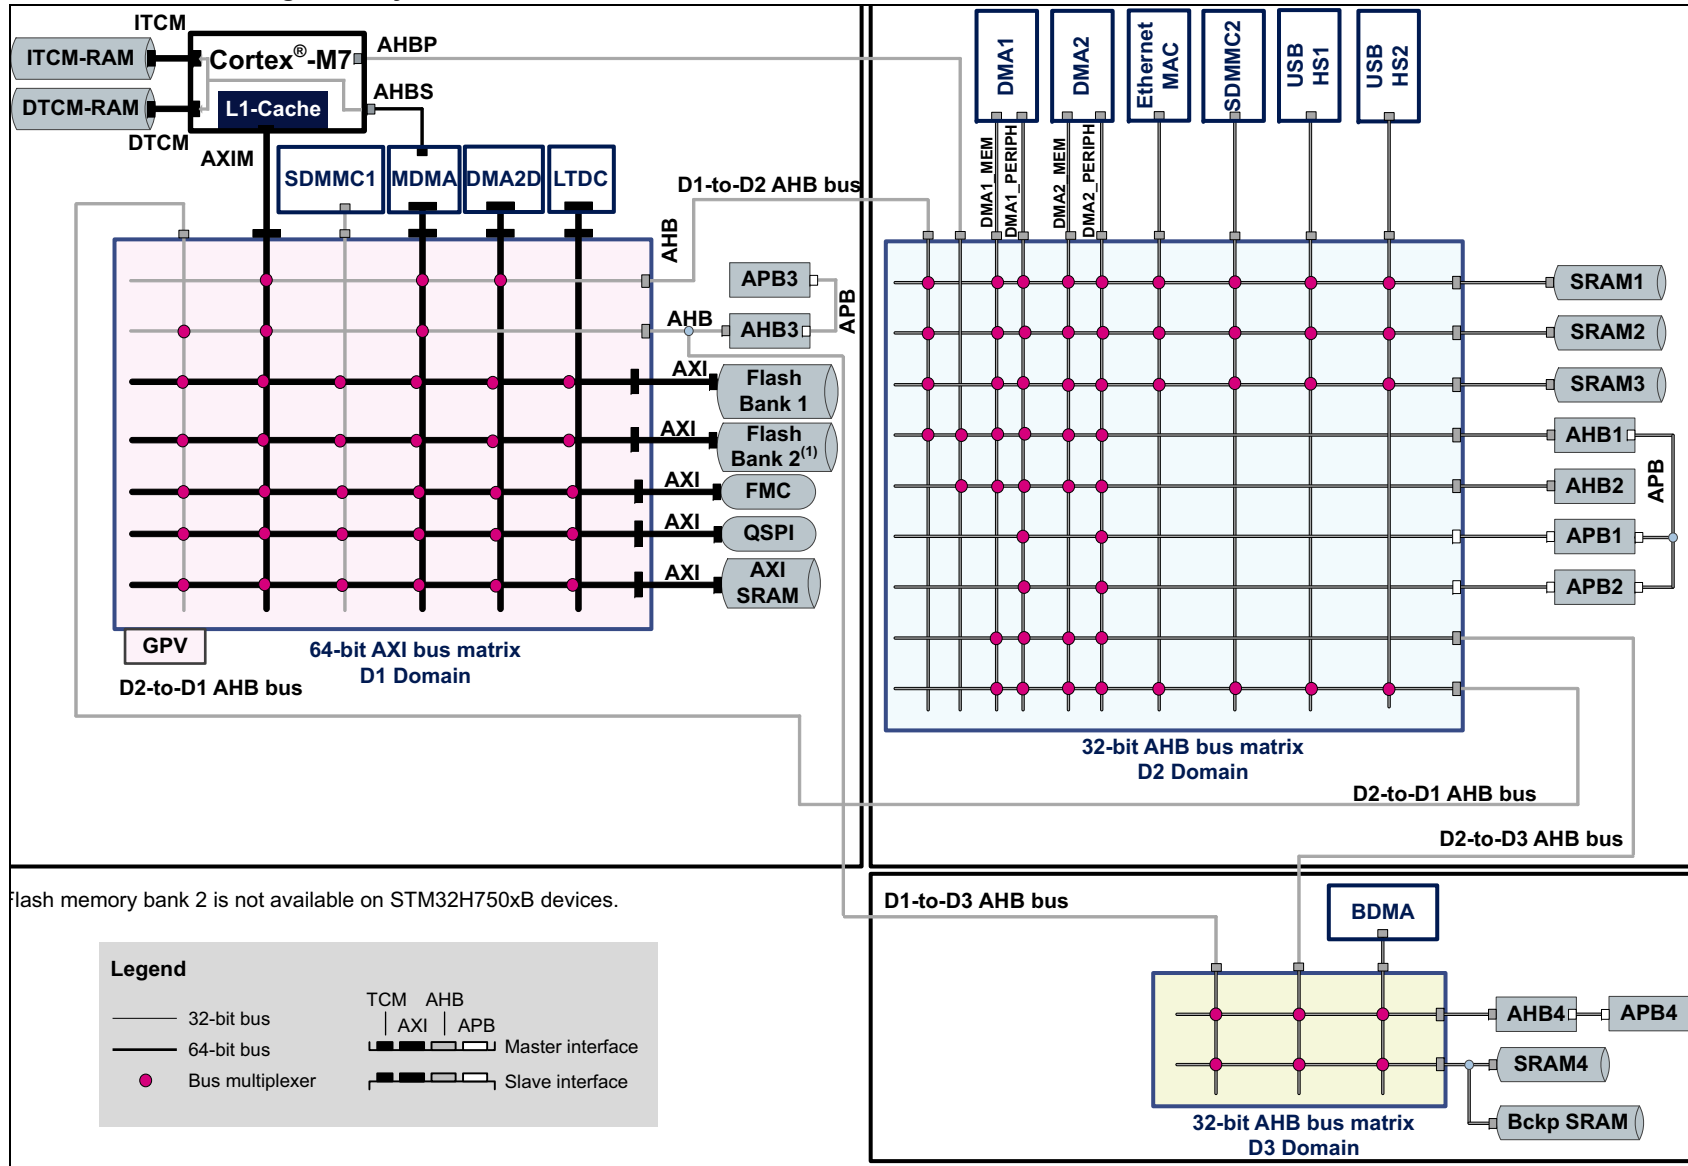 ITCM
ITCM-RAM
Cortex®-M7
AHBP
DTCM-RAM
L1-Cache
AHBS
DTCM
AXIM
SDMMC1
MDMA
DMA2D
LTDC
D1-to-D2 AHB bus
AHB
APB3
APB
AHB
AHB3
AXI
Flash
Bank 1
AXI
Flash
Bank 2(1)
AXI
FMC
AXI
QSPI
AXI
AXI
SRAM
GPV
64-bit AXI bus matrix
D1 Domain
D2-to-D1 AHB bus
DMA1
DMA2
Ethernet
MAC
SDMMC2
USB
HS1
USB
HS2
DMA1_MEM
DMA1_PERIPH
DMA2_MEM
DMA2_PERIPH
SRAM1
SRAM2
SRAM3
AHB1
AHB2
APB
APB1
APB2
32-bit AHB bus matrix
D2 Domain
D2-to-D1 AHB bus
D2-to-D3 AHB bus
lash memory bank 2 is not available on STM32H750xB devices.
D1-to-D3 AHB bus
BDMA
AHB4
APB4
SRAM4
Bckp SRAM
32-bit AHB bus matrix
D3 Domain
Legend
32-bit bus
64-bit bus
Bus multiplexer
TCM
AHB
AXI
APB
Master interface
Slave interface